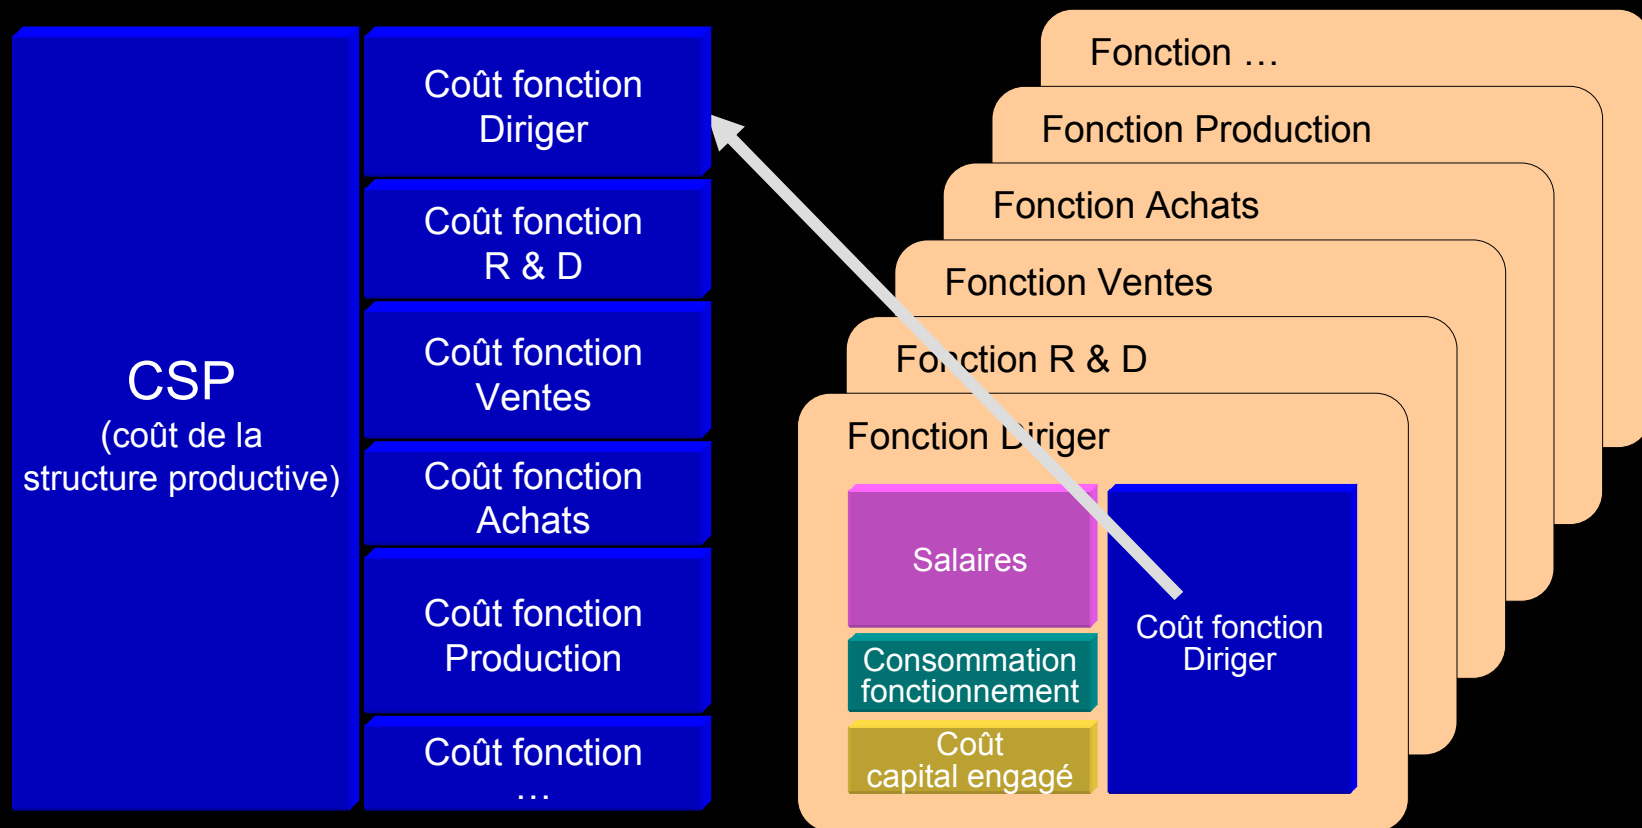 CSP
(coût de la
structure productive)
Coût fonction
Diriger
Coût fonction
R & D
Coût fonction
Ventes
Coût fonction
Achats
Coût fonction
Production
Coût fonction
…
Fonction …
Fonction Production
Fonction Achats
Fonction Ventes
Fonction R & D
Fonction Diriger
Salaires
Consommation
fonctionnement
Coût
capital engagé
Coût fonction
Diriger